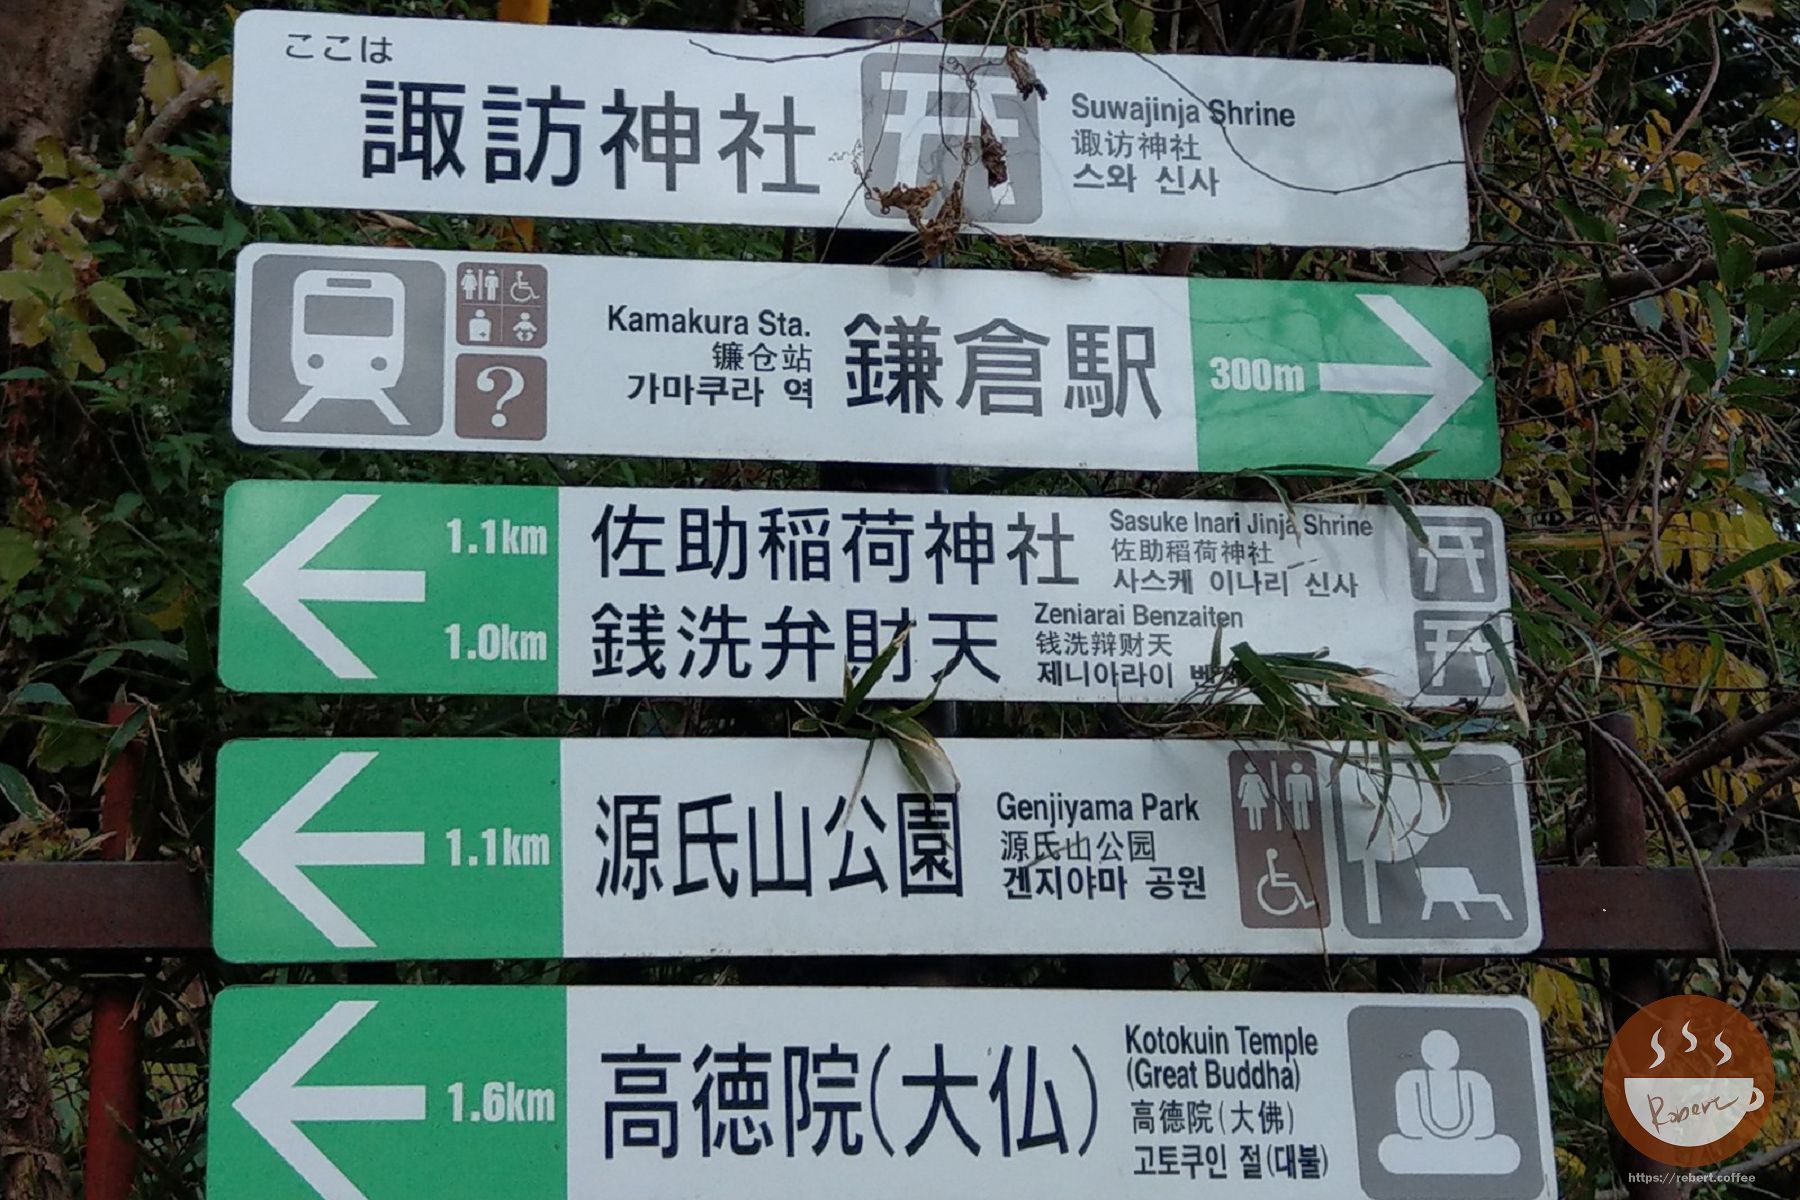 ここは
諏訪神社
Suwajinja Shrine
诹访神社
스와 신사
Kamakura Sta.
镰仓站
가마쿠라 역
鎌倉駅
300m
1.1km
佐助稲荷神社
Sasuke Inari Jinja Shrine
佐助稻荷神社
사스케 이나리 신사
1.0km
銭洗弁財天
Zeniarai Benzaiten
钱洗辩财天
제니아라이
1.1km
源氏山公園
Genjiyama Park
源氏山公园
겐지야마 공원
1.6km
高徳院(大仏)
Kotokuin Temple
(Great Buddha)
高德院(大佛)
고토쿠인 절(대불)
Robert
https://rebert.coffee